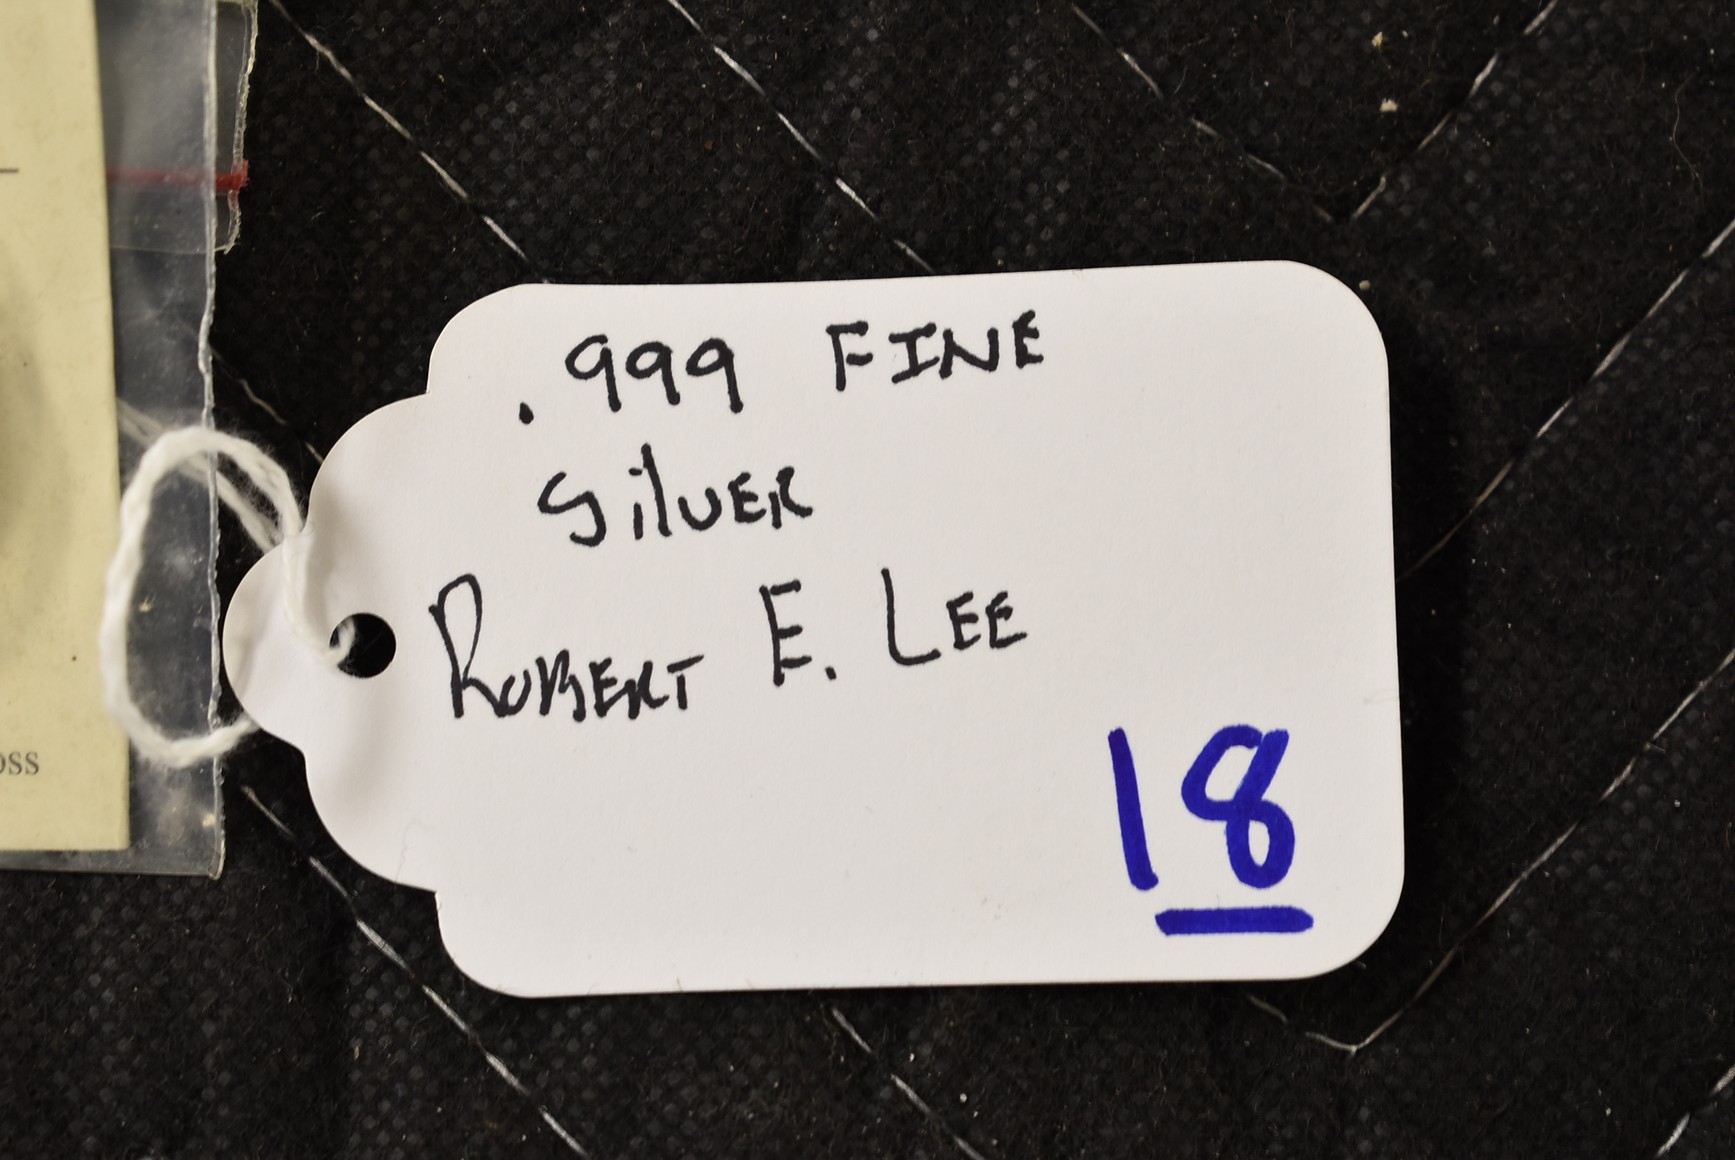 .999 FINE
SilVER
ROBERT E. LEE
18
oss